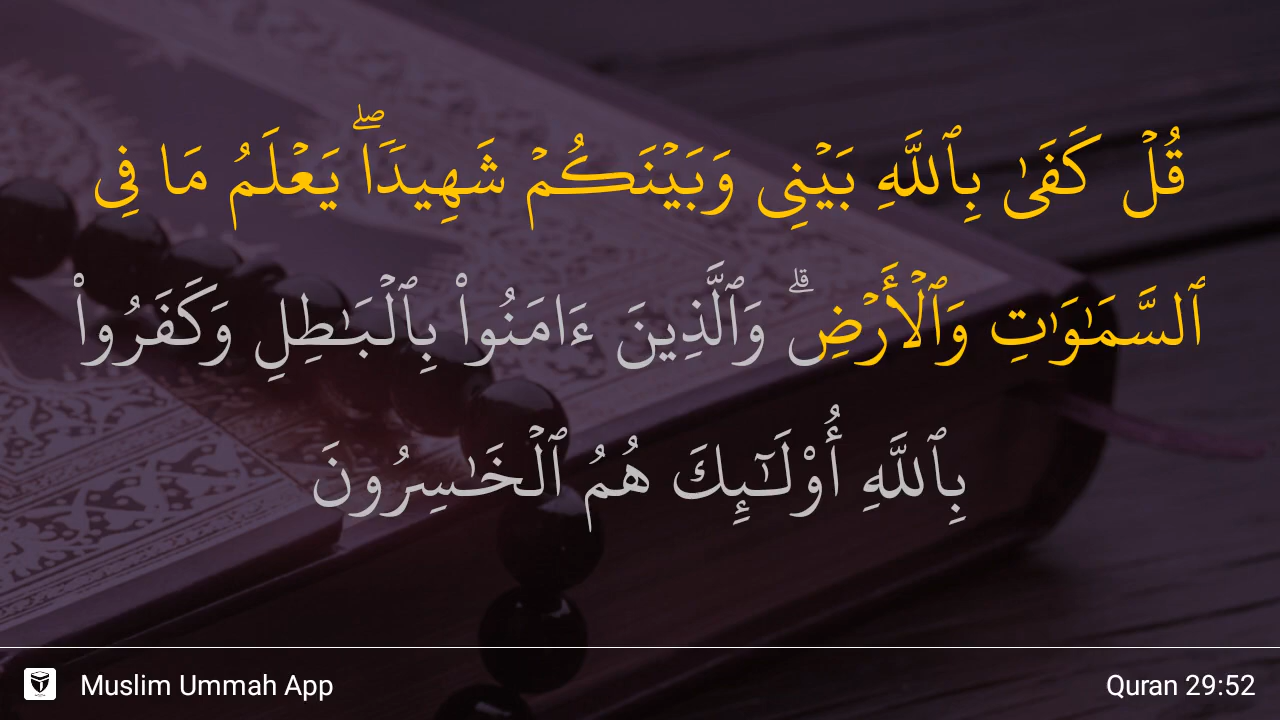 قُلۡ كَفَىٰ بِٱللَّهِ بَيۡنِى وَبَيۡنَكُمۡ شَهِيدٗاۖ يَعۡلَمُ مَا فِى
ٱلسَّمَٰوَٰتِ وَٱلۡأَرۡضِۗ وَٱلَّذِينَ ءَامَنُواْ بِٱلۡبَٰطِلِ وَكَفَرُواْ
بِٱللَّهِ أُوْلَٰٓئِكَ هُمُ ٱلۡخَٰسِرُونَ
Muslim Ummah App
Quran 29:52